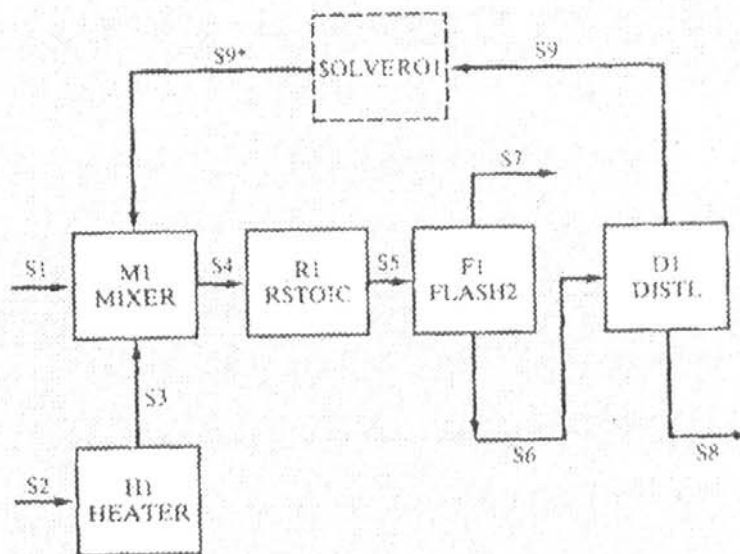 S9*
$OLVER01
S9
S7
S1
M1
MIXER
S4
R1
RSTOIC
S5
F1
FLASH2
D1
DISTL
S3
S2
H1
HEATER
S6
S8